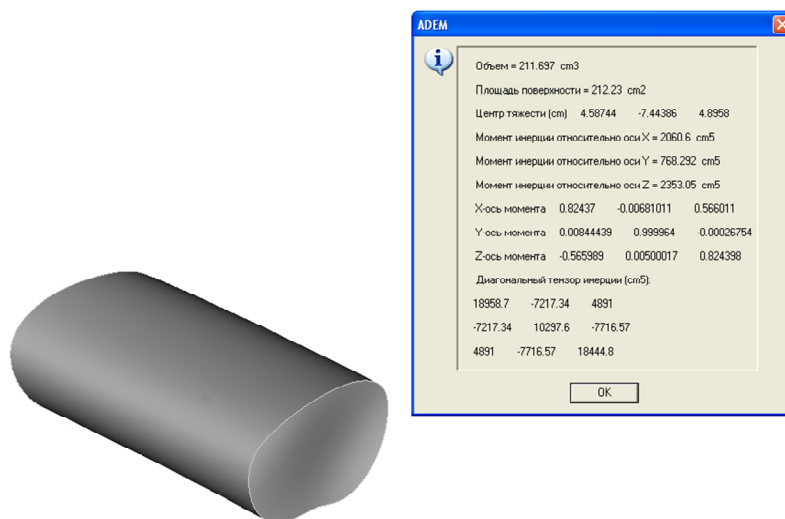 ADEM
Объем = 211.697 cm3
Площадь поверхности = 212.23 cm2
Центр тяжести (cm) 4.58744 -7.44386 4.8958
Момент инерции относительно оси X = 2060.6 cm5
Момент инерции относительно оси Y = 768.292 cm5
Момент инерции относительно оси Z = 2353.05 cm5
X-ось момента 0.82437 -0.00681011 0.566011
Y-ось момента 0.00844439 0.999964 -0.00026754
Z-ось момента -0.565989 0.00500017 0.824398
Диагональный тензор инерции (cm5):
18958.7 -7217.34 4891
-7217.34 10297.6 -7716.57
4891 -7716.57 18444.8
OK